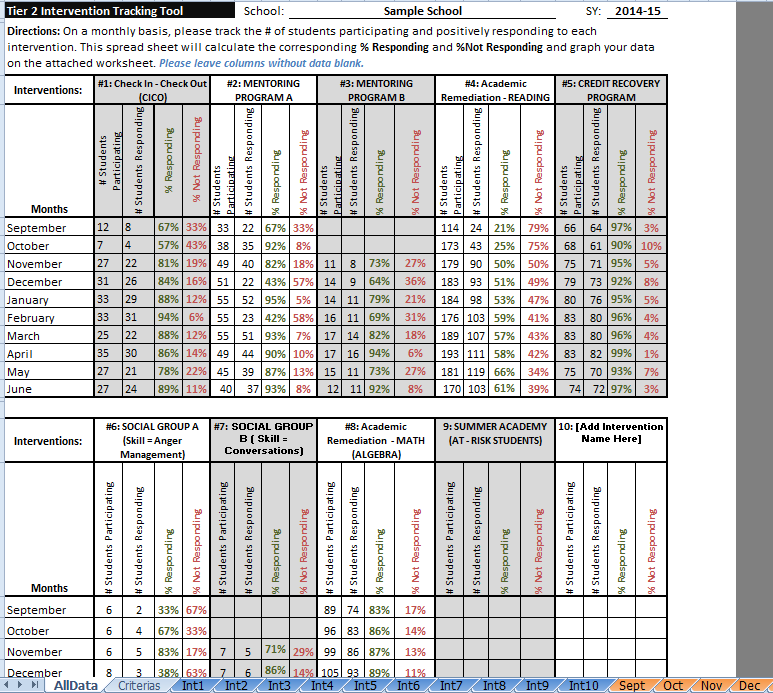 Tier 2 Intervention Tracking Tool School: Sample School SY: 2014-15
Directions: On a monthly basis, please track the # of students participating and positively responding to each
intervention. This spread sheet will calculate the corresponding % Responding and %Not Responding and graph your data
on the attached worksheet. Please leave columns without data blank.
Interventions: #1: Check In - Check Out (CICO) #2: MENTORING PROGRAM A #3: MENTORING PROGRAM B #4: Academic Remediation - READING #5: CREDIT RECOVERY PROGRAM
Months # Students Participating # Students Responding % Responding % Not Responding # Students Participating # Students Responding % Responding % Not Responding # Students Participating # Students Responding % Responding % Not Responding # Students Participating # Students Responding % Responding % Not Responding # Students Participating # Students Responding % Responding % Not Responding
September 12 8 67% 33% 33 22 67% 33% 114 24 21% 79% 66 64 97% 3%
October 7 4 57% 43% 38 35 92% 8% 173 43 25% 75% 68 61 90% 10%
November 27 22 81% 19% 49 40 82% 18% 11 8 73% 27% 179 90 50% 50% 75 71 95% 5%
December 31 26 84% 16% 51 22 43% 57% 14 9 64% 36% 183 93 51% 49% 79 73 92% 8%
January 33 29 88% 12% 55 52 95% 5% 14 11 79% 21% 184 98 53% 47% 80 76 95% 5%
February 33 31 94% 6% 55 23 42% 58% 16 11 69% 31% 176 103 59% 41% 83 80 96% 4%
March 25 22 88% 12% 55 51 93% 7% 17 14 82% 18% 189 107 57% 43% 83 80 96% 4%
April 35 30 86% 14% 49 44 90% 10% 17 16 94% 6% 193 111 58% 42% 83 82 99% 1%
May 27 21 78% 22% 45 39 87% 13% 15 11 73% 27% 181 119 66% 34% 75 70 93% 7%
June 27 24 89% 11% 40 37 93% 8% 12 11 92% 8% 170 103 61% 39% 74 72 97% 3%
Interventions: #6: SOCIAL GROUP A (Skill = Anger Management) #7: SOCIAL GROUP B ( Skill = Conversations) #8: Academic Remediation - MATH (ALGEBRA) 9: SUMMER ACADEMY (AT - RISK STUDENTS) 10: [Add Intervention Name Here]
Months # Students Participating # Students Responding % Responding % Not Responding # Students Participating # Students Responding % Responding % Not Responding # Students Participating # Students Responding % Responding % Not Responding # Students Participating # Students Responding % Responding % Not Responding # Students Participating # Students Responding % Responding % Not Responding
September 6 2 33% 67% 89 74 83% 17%
October 6 4 67% 33% 96 83 86% 14%
November 6 5 83% 17% 7 5 71% 29% 99 86 87% 13%
December 8 3 38% 63% 7 6 86% 14% 105 93 89% 11%
AllData Criterias Int1 Int2 Int3 Int4 Int5 Int6 Int7 Int8 Int9 Int10 Sept Oct Nov Dec